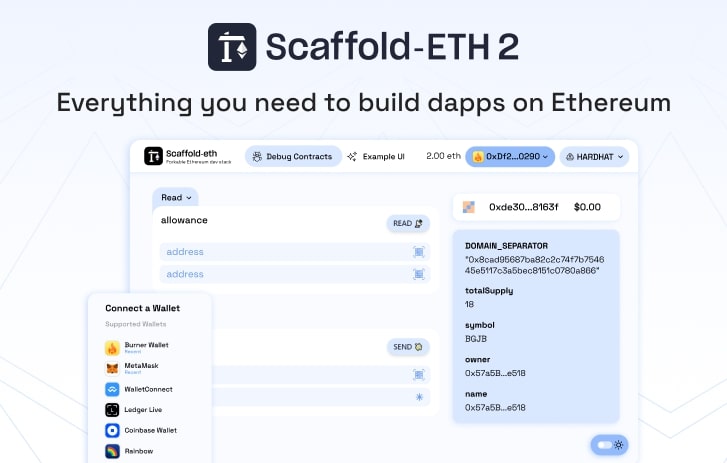 Scaffold-ETH 2
Everything you need to build dapps on Ethereum
Scaffold-eth
Forkable Ethereum dev stack
Debug Contracts
Example UI
2.00 eth
0xDf2...0290
HARDHAT
Read
allowance
READ
address
address
SEND
0xde30...8163f $0.00
DOMAIN_SEPARATOR
"0x8cad95687ba82c2c74f7b7546
45e5117c3a5bec8151c0780a866"
totalSupply
18
symbol
BGJB
owner
0x57a5B...e518
name
0x57a5B...e518
Connect a Wallet
Supported Wallets
Burner Wallet
Recent
MetaMask
Recent
WalletConnect
Ledger Live
Coinbase Wallet
Rainbow